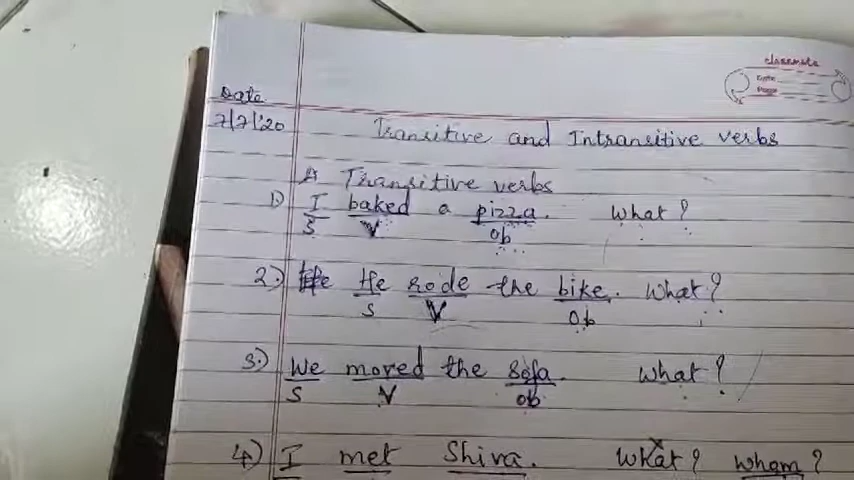 classmate
Date
Page
Date
7/7/'20
Transitive and Intransitive verbs
Transitive verbs
1) I baked a pizza. What?
S V ob
2.) He rode the bike. What?
S V ob
3.) We moved the sofa. What?
S V ob
4.) I met Shiva. What? whom?